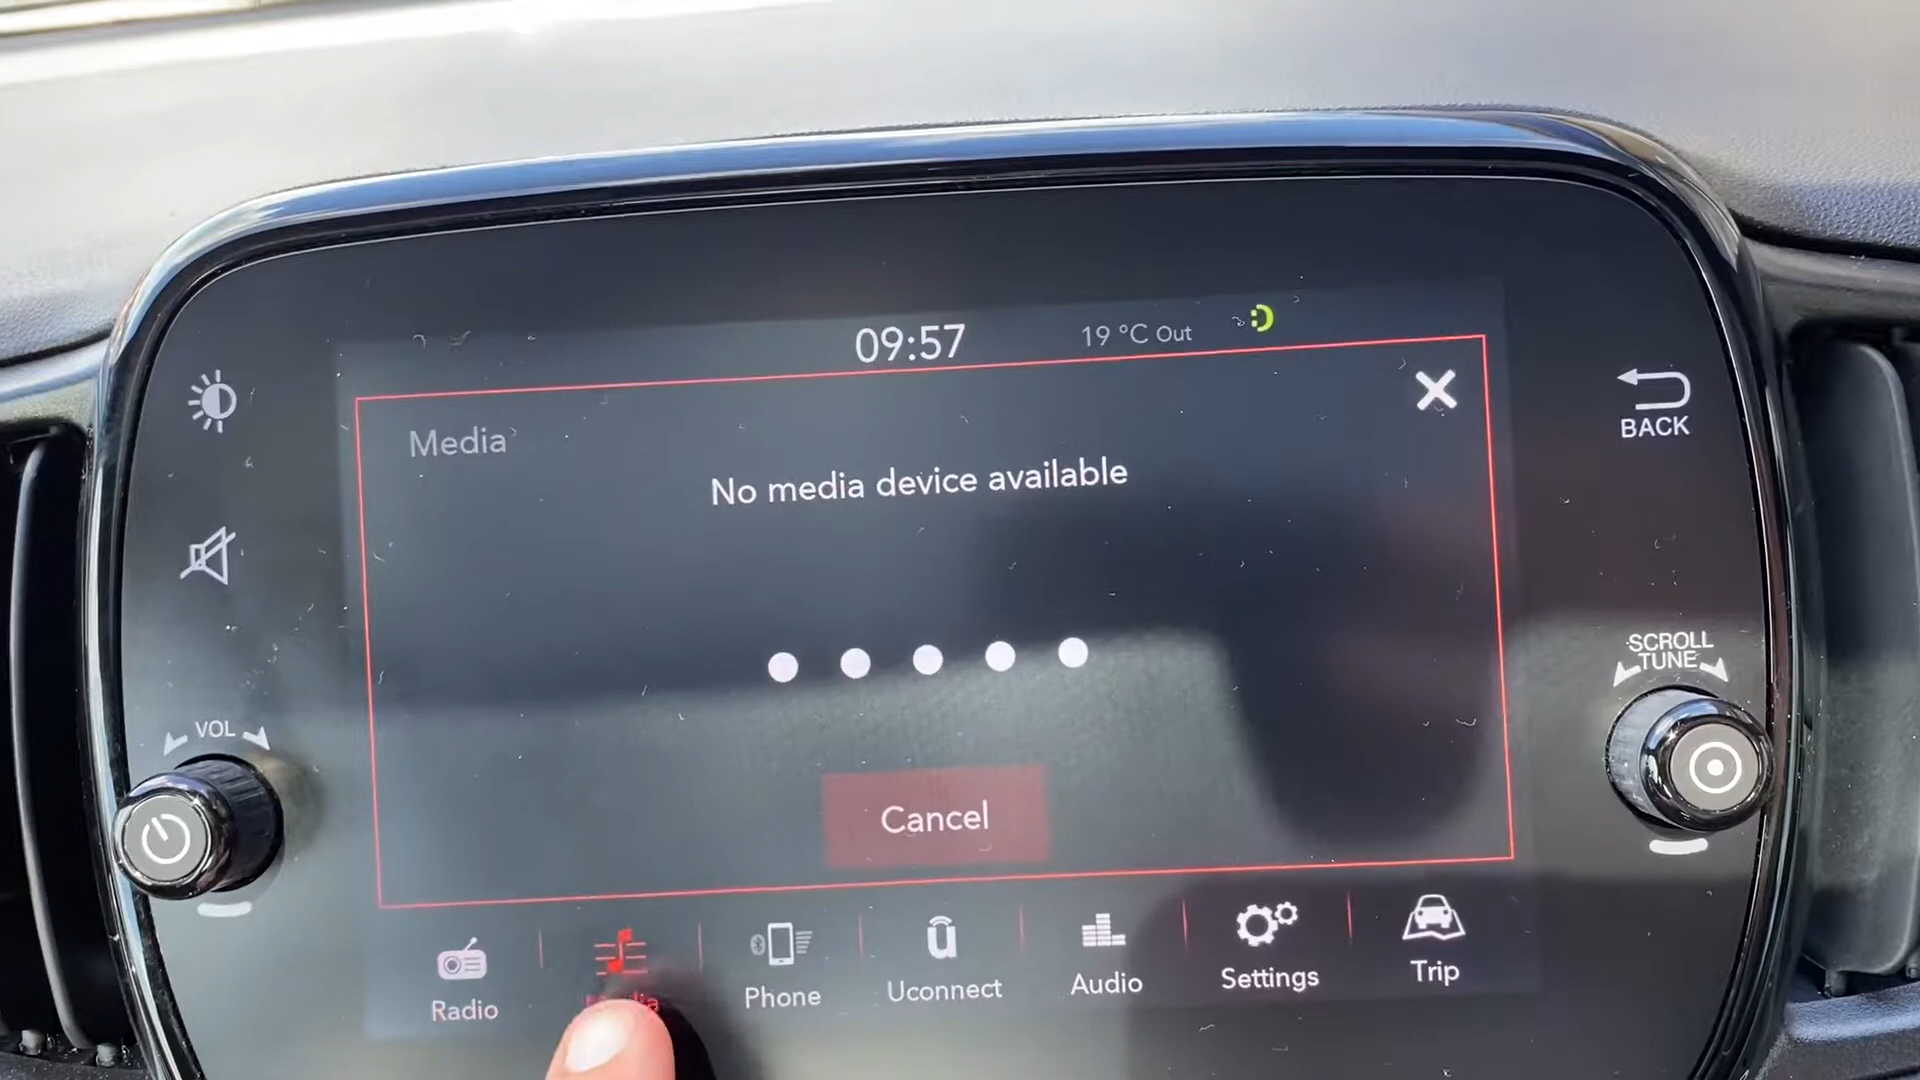 09:57
19 °C Out
Media
No media device available
Cancel
BACK
VOL
SCROLL
TUNE
Radio
Media
Phone
Uconnect
Audio
Settings
Trip